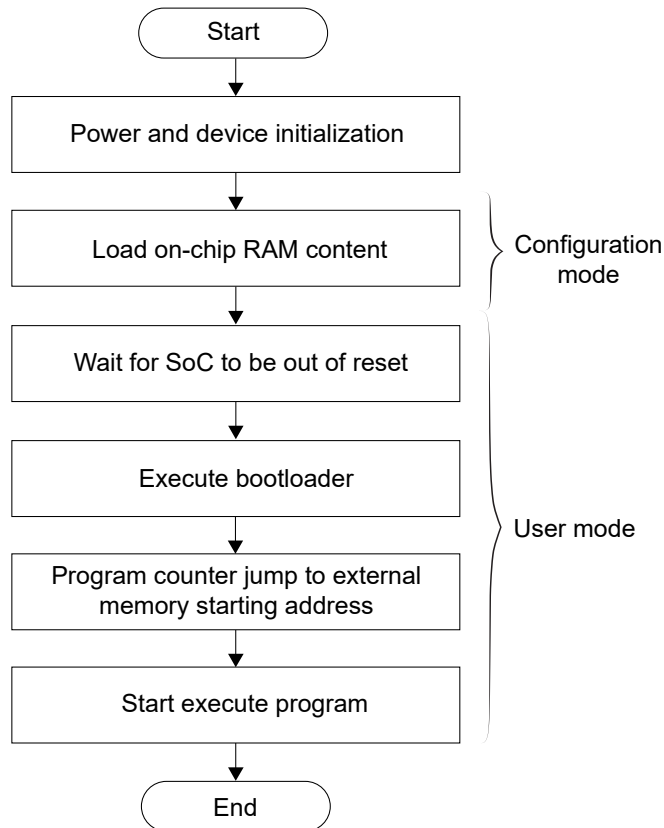 Start
Power and device initialization
Load on-chip RAM content
Configuration
mode
Wait for SoC to be out of reset
Execute bootloader
User mode
Program counter jump to external
memory starting address
Start execute program
End